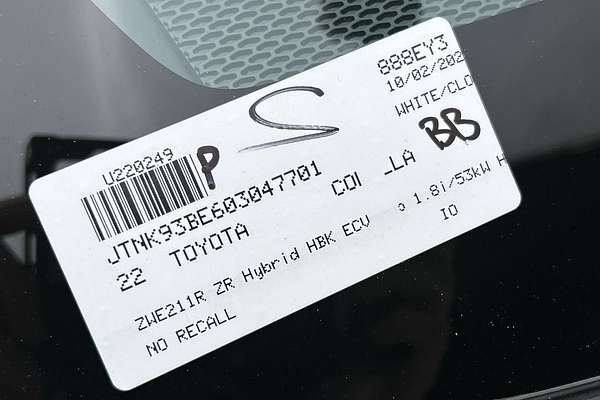 888EY3
10/02/202
WHITE/CLO
U220249 P S
BB
JTNK93BE603047701
22 TOYOTA COI LA
ZWE211R ZR Hybrid HBK ECV 1.8i/53kW H
NO RECALL IO